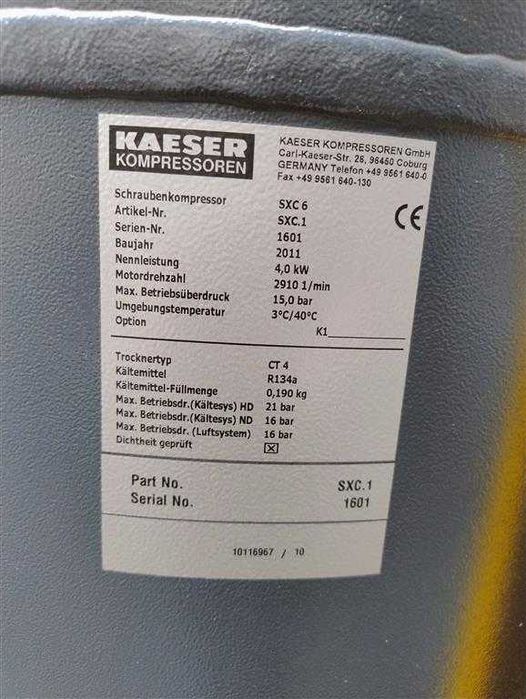 KAESER
KOMPRESSOREN
KAESER KOMPRESSOREN GmbH
Carl-Kaeser-Str. 26, 96450 Coburg
GERMANY Telefon +49 9561 640-0
Fax +49 9561 640-130
CE
Schraubenkompressor SXC 6
Artikel-Nr. SXC.1
Serien-Nr. 1601
Baujahr 2011
Nennleistung 4,0 kW
Motordrehzahl 2910 1/min
Max. Betriebsüberdruck 15,0 bar
Umgebungstemperatur 3°C/40°C
Option K1
Trocknertyp CT 4
Kältemittel R134a
Kältemittel-Füllmenge 0,190 kg
Max. Betriebsdr.(Kältesys) HD 21 bar
Max. Betriebsdr.(Kältesys) ND 16 bar
Max. Betriebsdr. (Luftsystem) 16 bar
Dichtheit geprüft ☒
Part No. SXC.1
Serial No. 1601
10116967 / 10